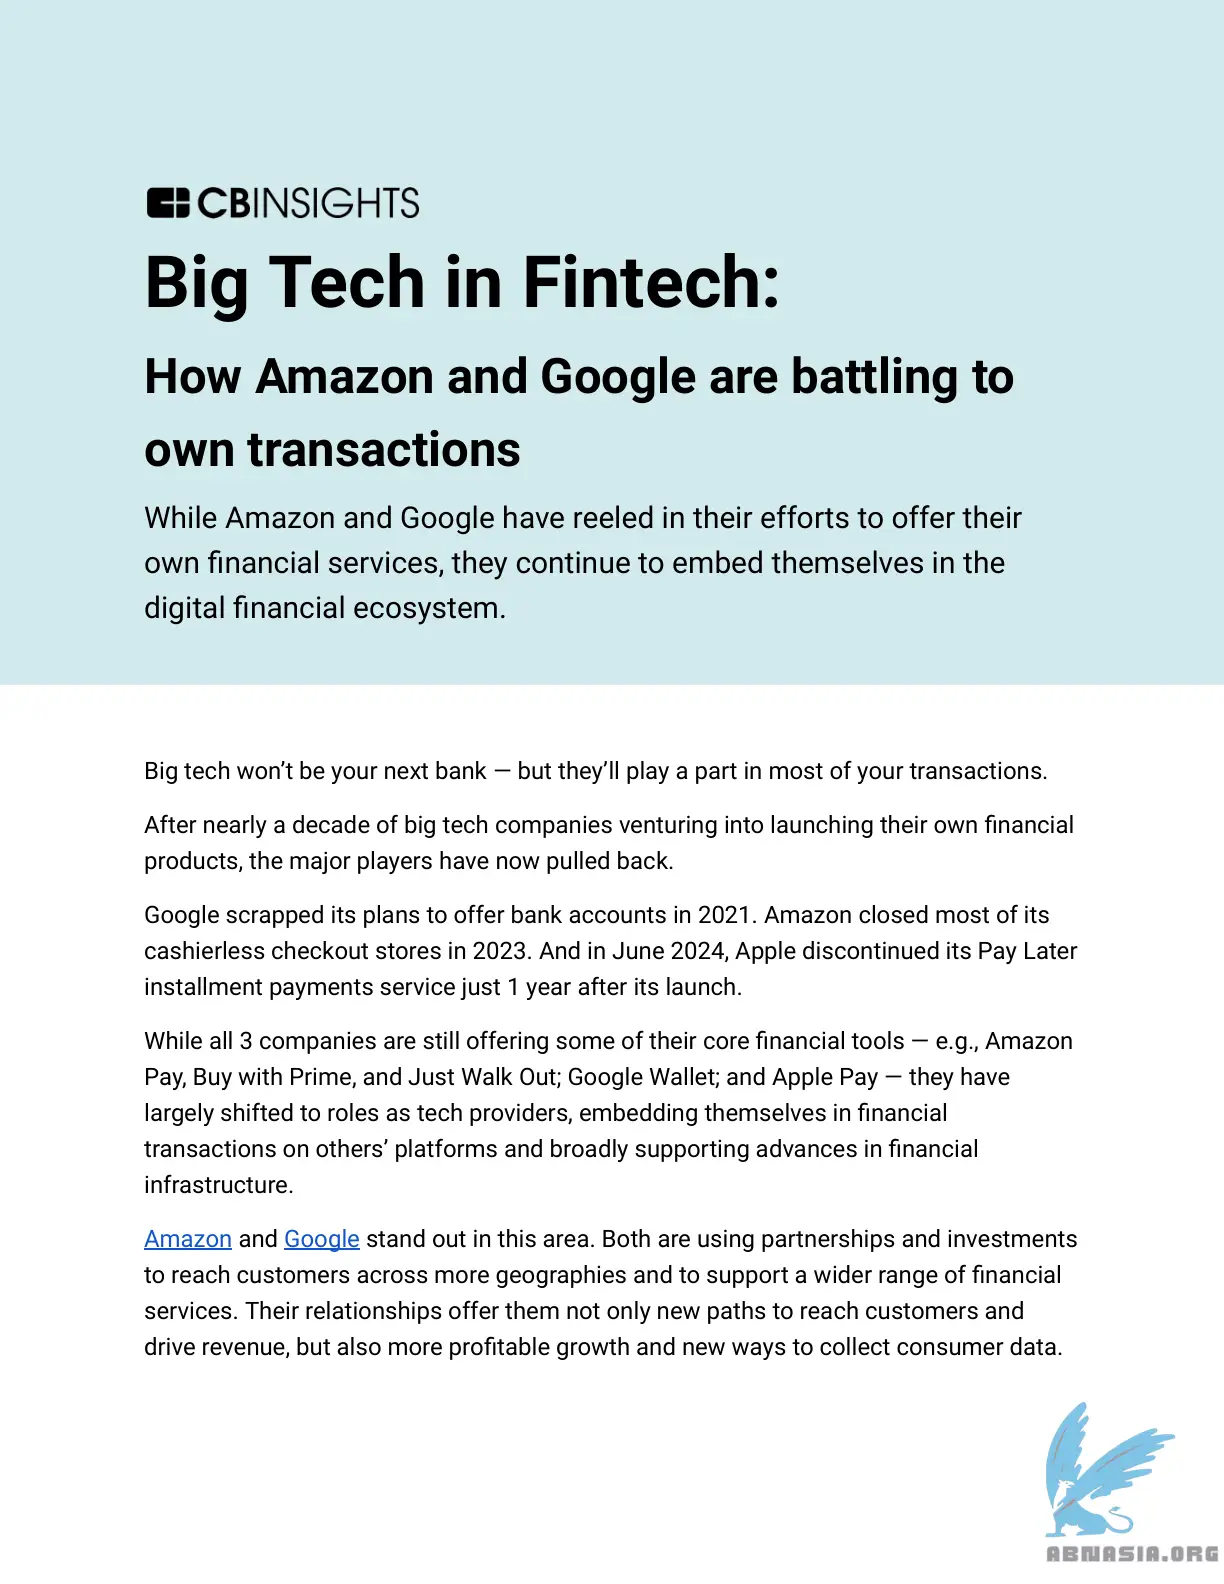 CBINSIGHTS
Big Tech in Fintech:
How Amazon and Google are battling to
own transactions
While Amazon and Google have reeled in their efforts to offer their
own financial services, they continue to embed themselves in the
digital financial ecosystem.
Big tech won’t be your next bank — but they’ll play a part in most of your transactions.
After nearly a decade of big tech companies venturing into launching their own financial
products, the major players have now pulled back.
Google scrapped its plans to offer bank accounts in 2021. Amazon closed most of its
cashierless checkout stores in 2023. And in June 2024, Apple discontinued its Pay Later
installment payments service just 1 year after its launch.
While all 3 companies are still offering some of their core financial tools — e.g., Amazon
Pay, Buy with Prime, and Just Walk Out; Google Wallet; and Apple Pay — they have
largely shifted to roles as tech providers, embedding themselves in financial
transactions on others’ platforms and broadly supporting advances in financial
infrastructure.
Amazon and Google stand out in this area. Both are using partnerships and investments
to reach customers across more geographies and to support a wider range of financial
services. Their relationships offer them not only new paths to reach customers and
drive revenue, but also more profitable growth and new ways to collect consumer data.
ABNASIA.ORG